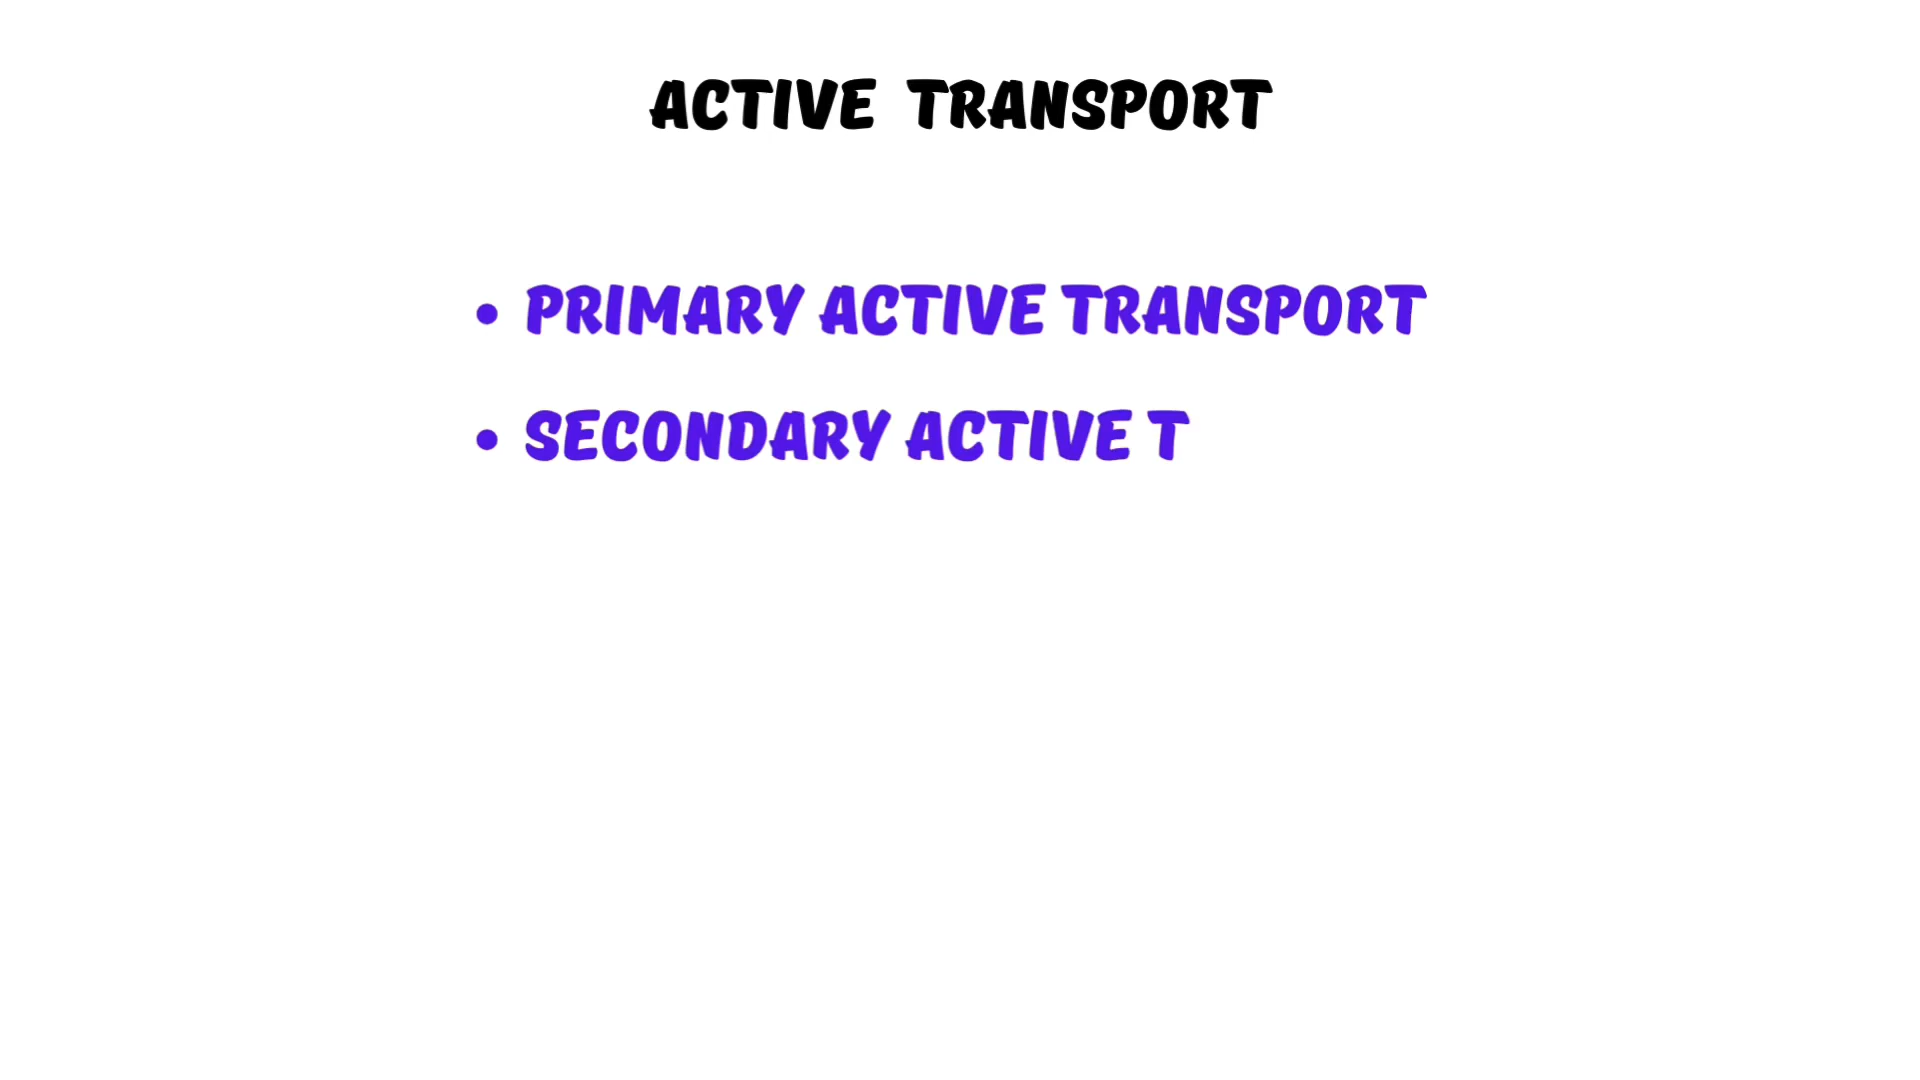 ACTIVE TRANSPORT
• PRIMARY ACTIVE TRANSPORT
• SECONDARY ACTIVE T